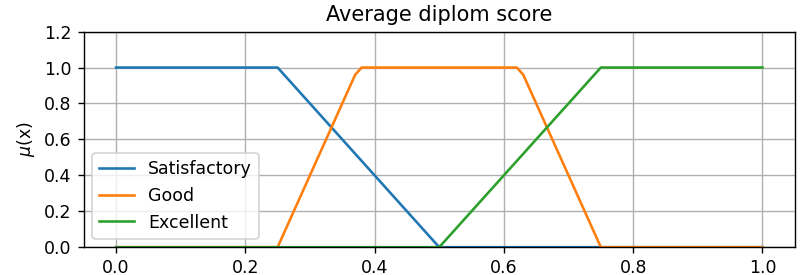 Average diplom score
μ(x)
1.2
1.0
0.8
0.6
0.4
0.2
0.0
Satisfactory
Good
Excellent
0.0 0.2 0.4 0.6 0.8 1.0